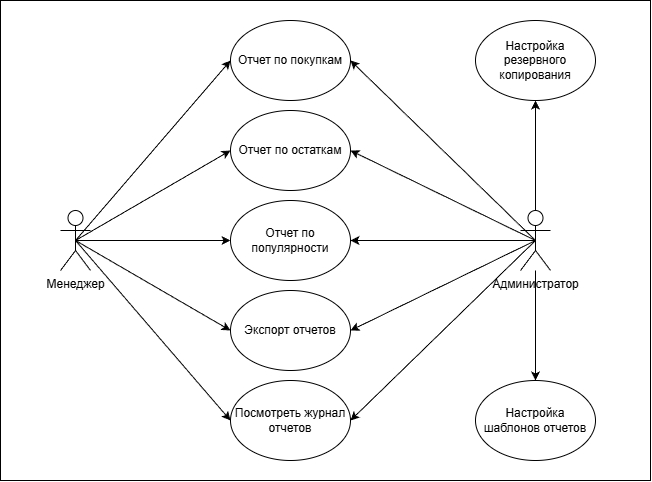 Отчет по покупкам
Настройка
резервного
копирования
Отчет по остаткам
Отчет по
популярности
Менеджер
Администратор
Экспорт отчетов
Посмотреть журнал
отчетов
Настройка
шаблонов отчетов